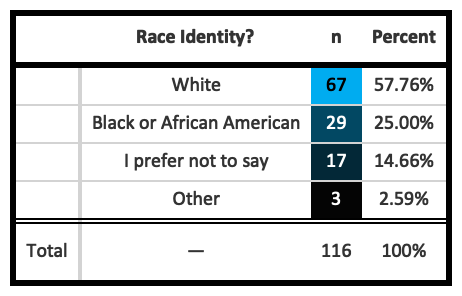 Race Identity? n Percent
White 67 57.76%
Black or African American 29 25.00%
I prefer not to say 17 14.66%
Other 3 2.59%
Total — 116 100%